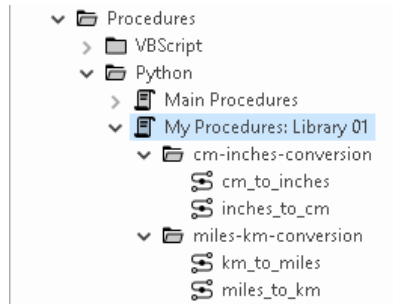 Procedures
VBScript
Python
Main Procedures
My Procedures: Library 01
cm-inches-conversion
cm_to_inches
inches_to_cm
miles-km-conversion
km_to_miles
miles_to_km